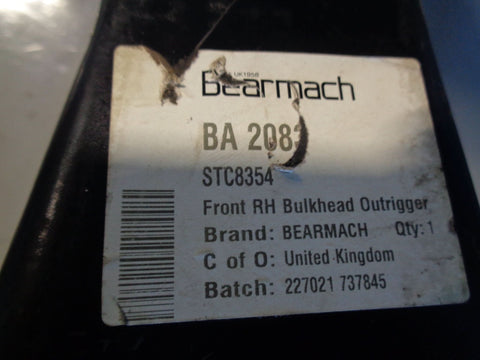 UK1958
Bearmach
BA 208
STC8354
Front RH Bulkhead Outrigger
Brand: BEARMACH Qty: 1
C of O: United Kingdom
Batch: 227021 737845